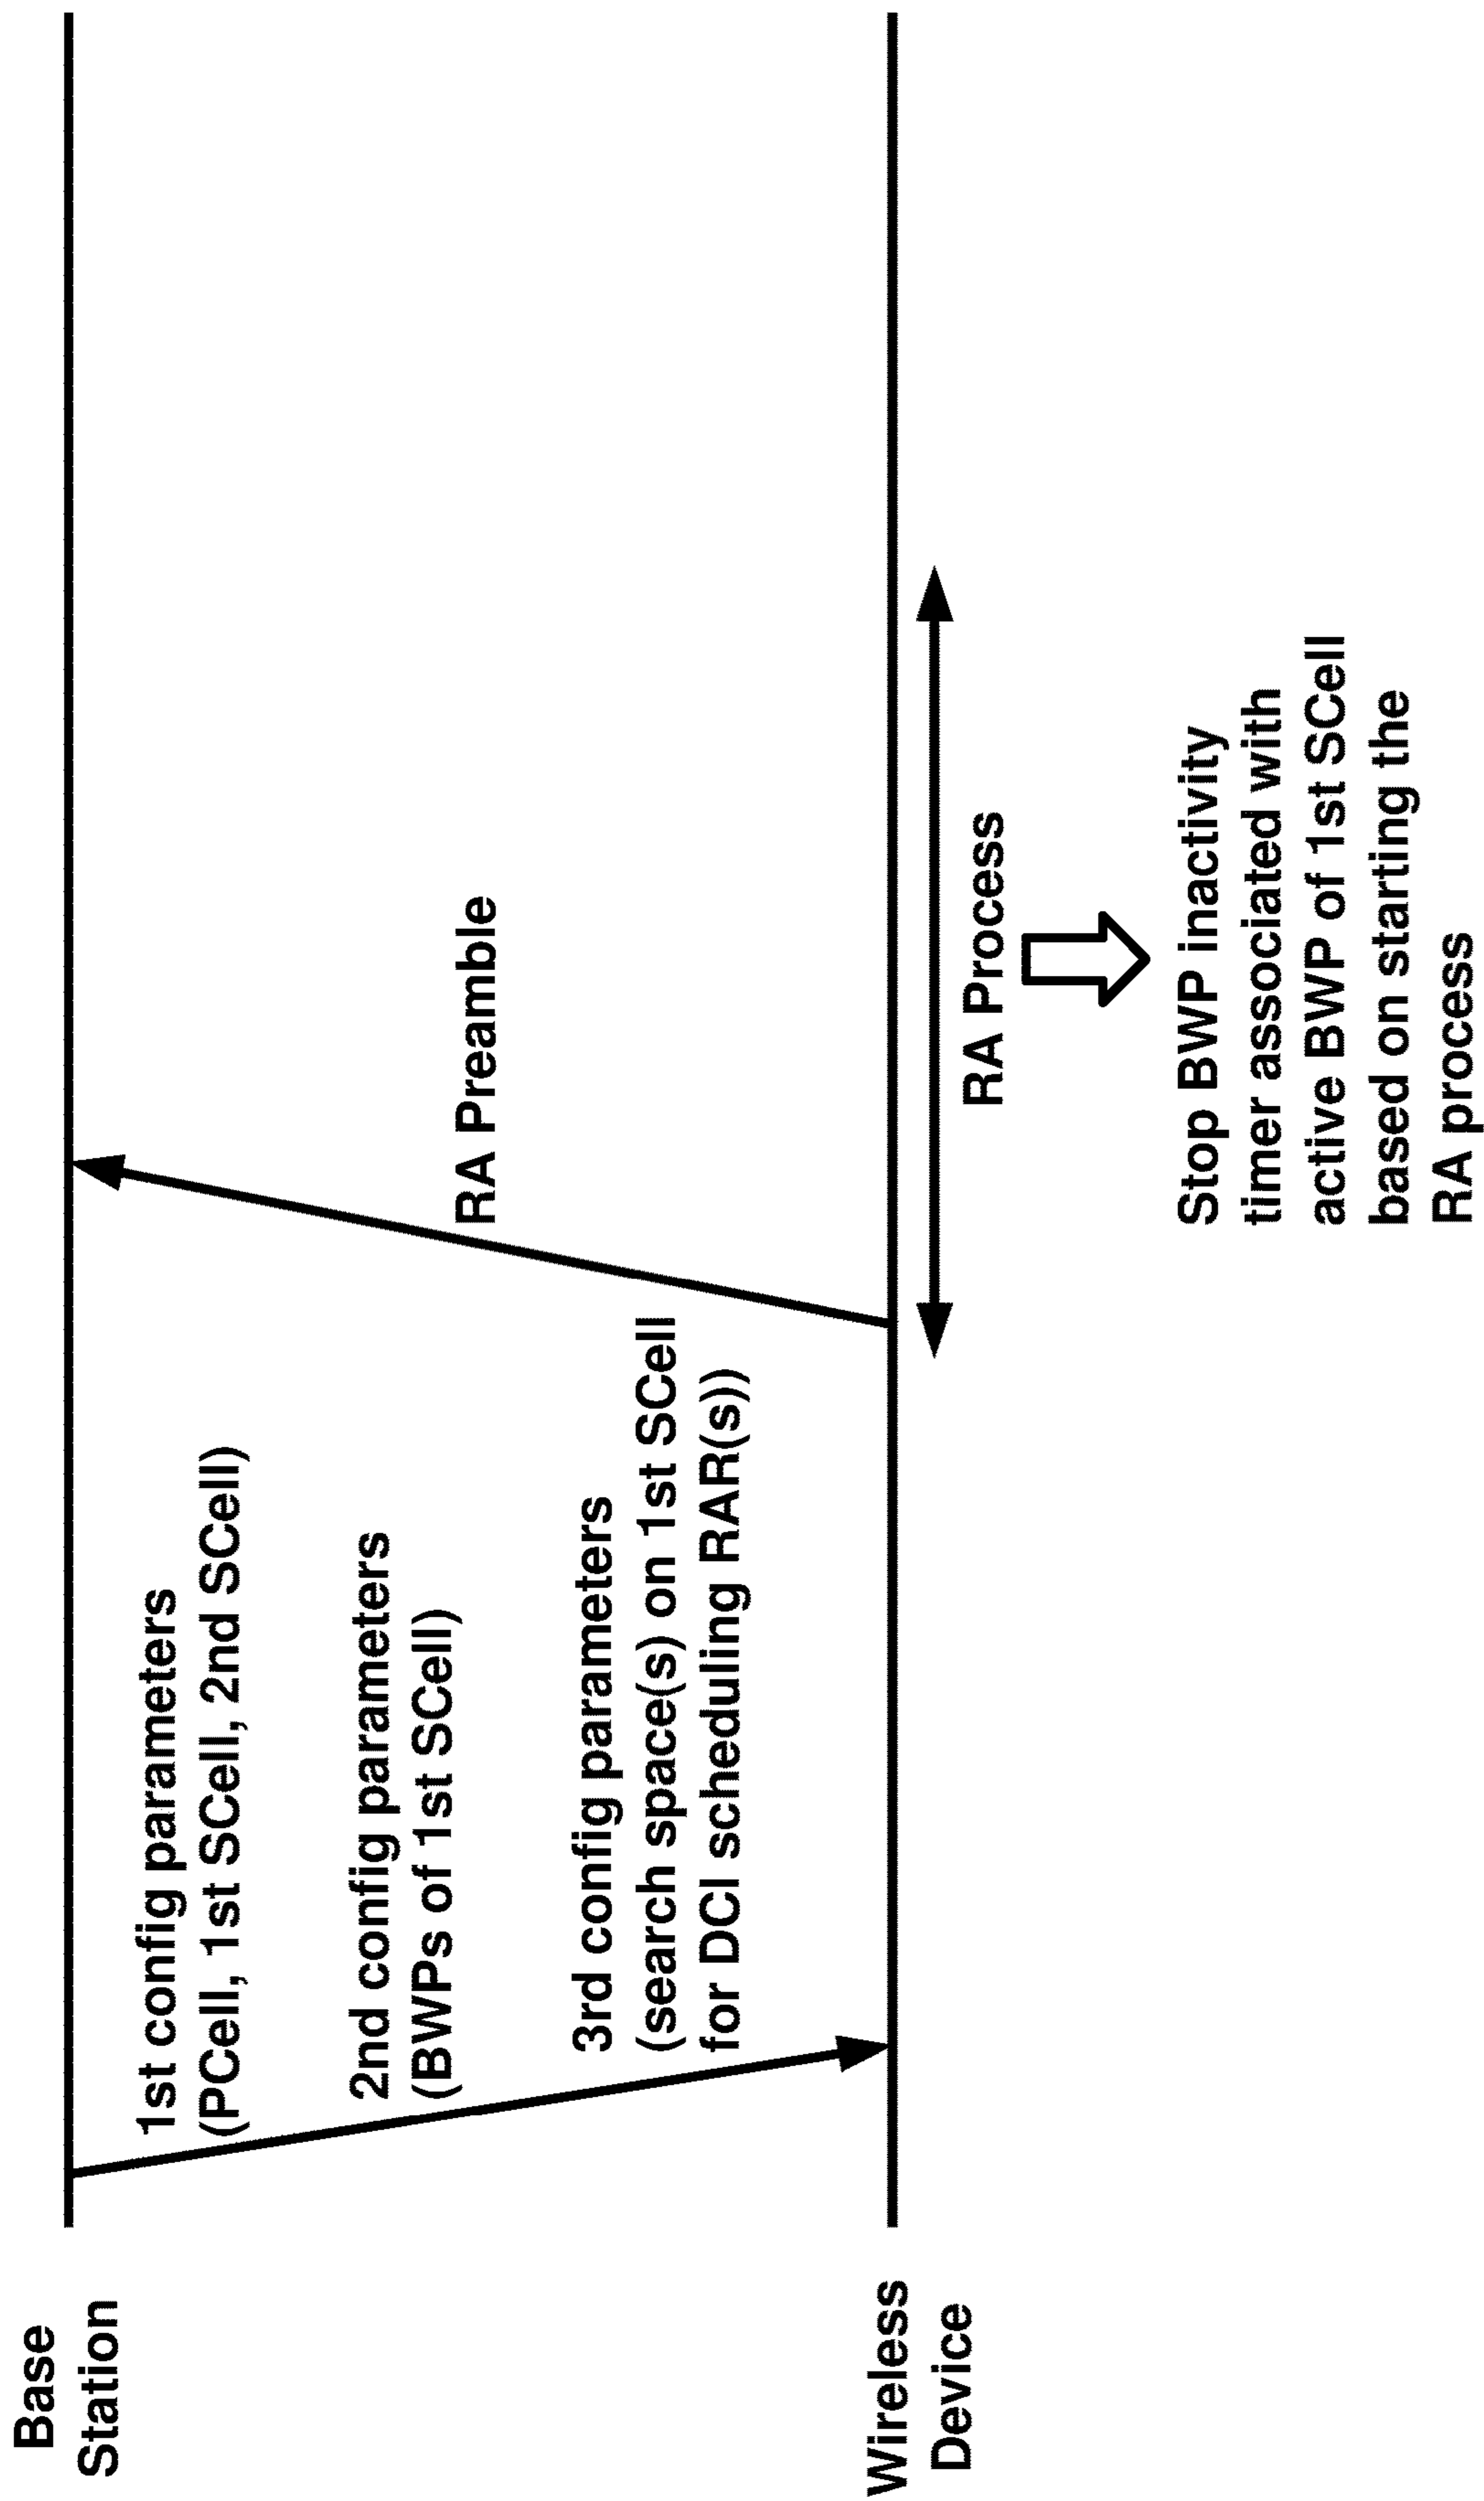 Base
Station
1st config parameters
(PCell, 1st SCell, 2nd SCell)
2nd config parameters
(BWPs of 1st SCell)
3rd config parameters
(search space(s) on 1st SCell
for DCI scheduling RAR(s))
RA Preamble
Wireless
Device
RA Process
Stop BWP inactivity
timer associated with
active BWP of 1st SCell
based on starting the
RA process